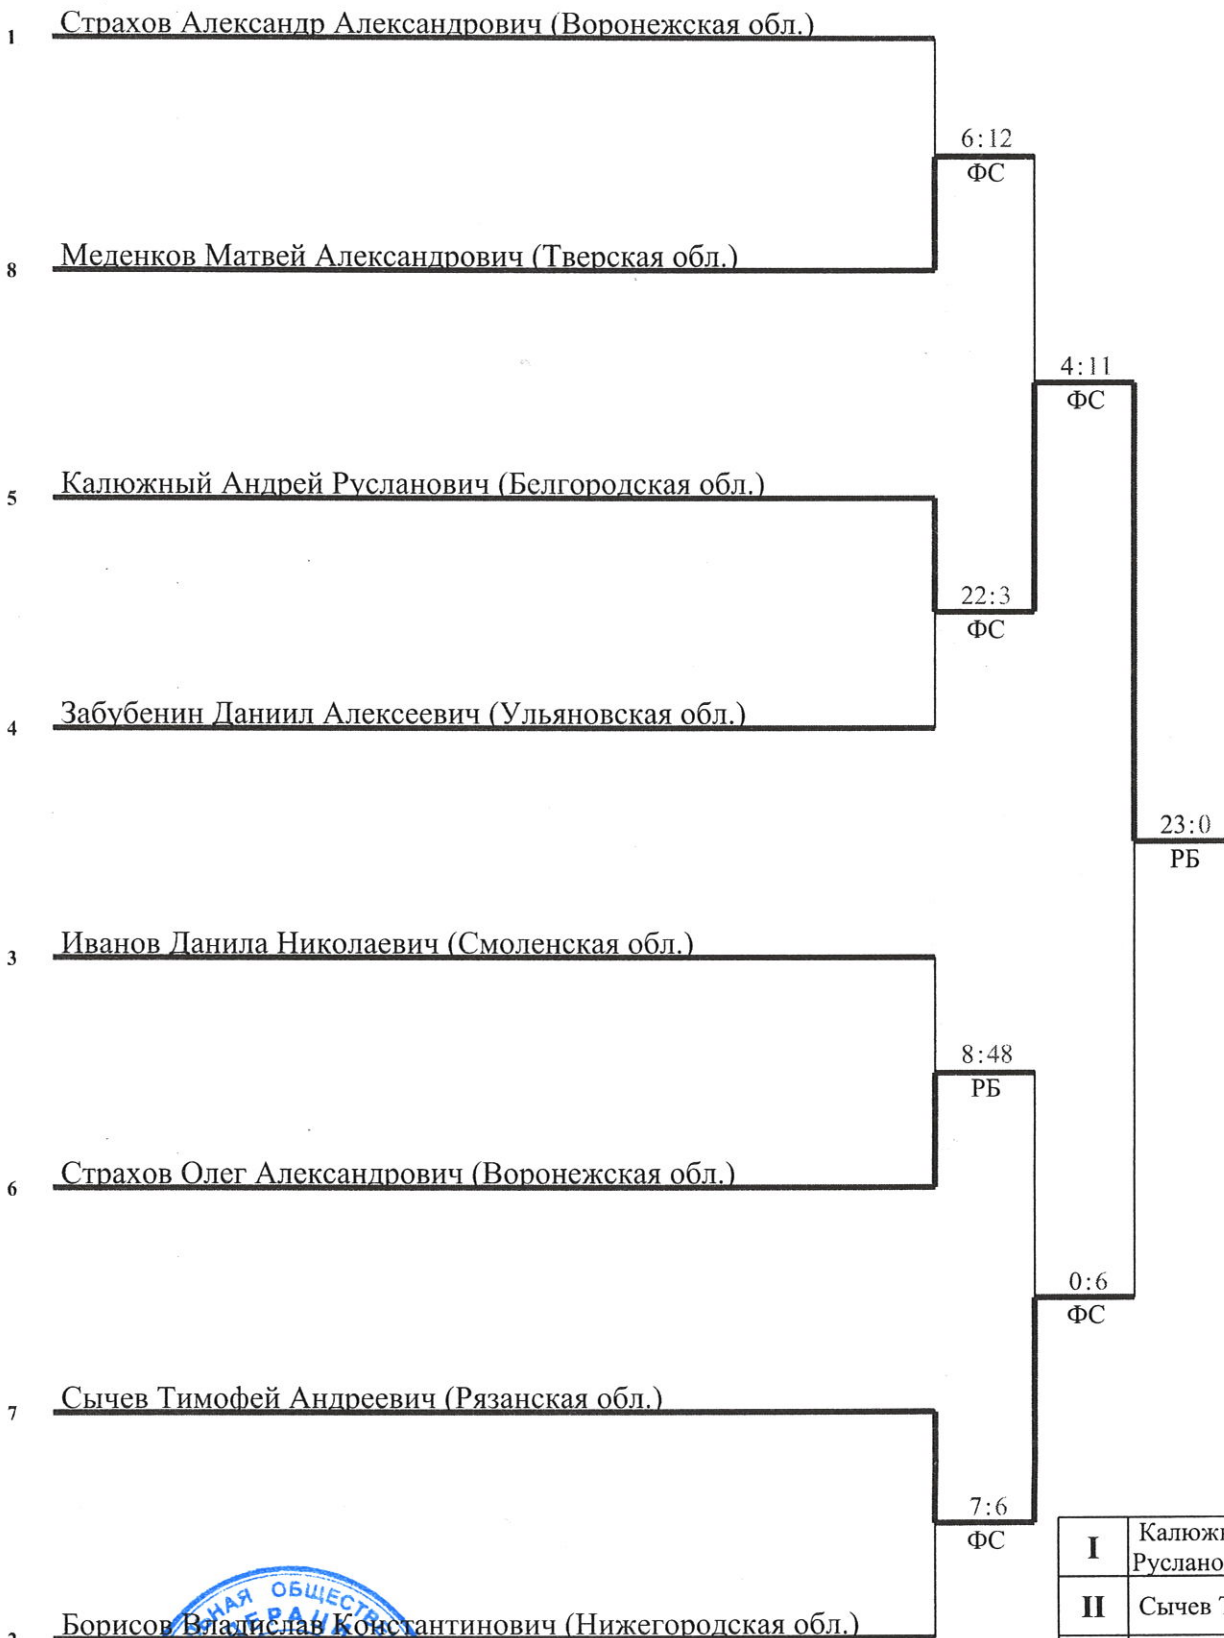 1 Страхов Александр Александрович (Воронежская обл.)
6:12
ФС
8 Меденков Матвей Александрович (Тверская обл.)
4:11
ФС
5 Калюжный Андрей Русланович (Белгородская обл.)
22:3
ФС
4 Забубенин Даниил Алексеевич (Ульяновская обл.)
23:0
РБ
3 Иванов Данила Николаевич (Смоленская обл.)
8:48
РБ
6 Страхов Олег Александрович (Воронежская обл.)
0:6
ФС
7 Сычев Тимофей Андреевич (Рязанская обл.)
7:6
ФС
I
II Сычев
Борисов Владислав Константинович (Нижегородская обл.)